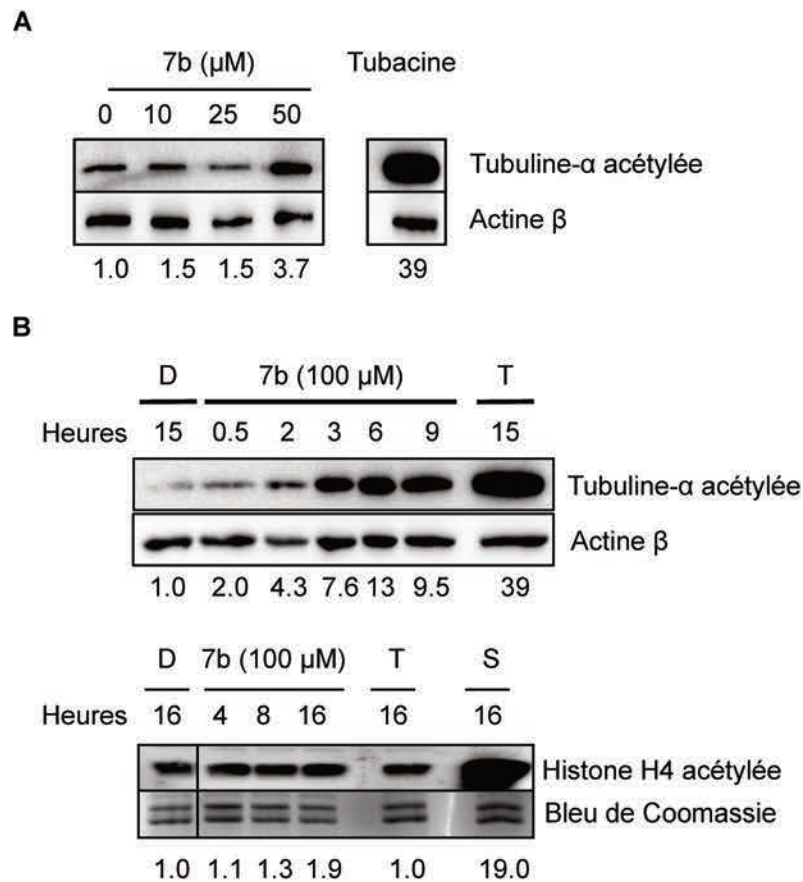 A
7b (µM) Tubacine
0 10 25 50
Tubuline-α acétylée
Actine β
1.0 1.5 1.5 3.7 39
B
D 7b (100 µM) T
Heures 15 0.5 2 3 6 9 15
Tubuline-α acétylée
Actine β
1.0 2.0 4.3 7.6 13 9.5 39
D 7b (100 µM) T S
Heures 16 4 8 16 16 16
Histone H4 acétylée
Bleu de Coomassie
1.0 1.1 1.3 1.9 1.0 19.0